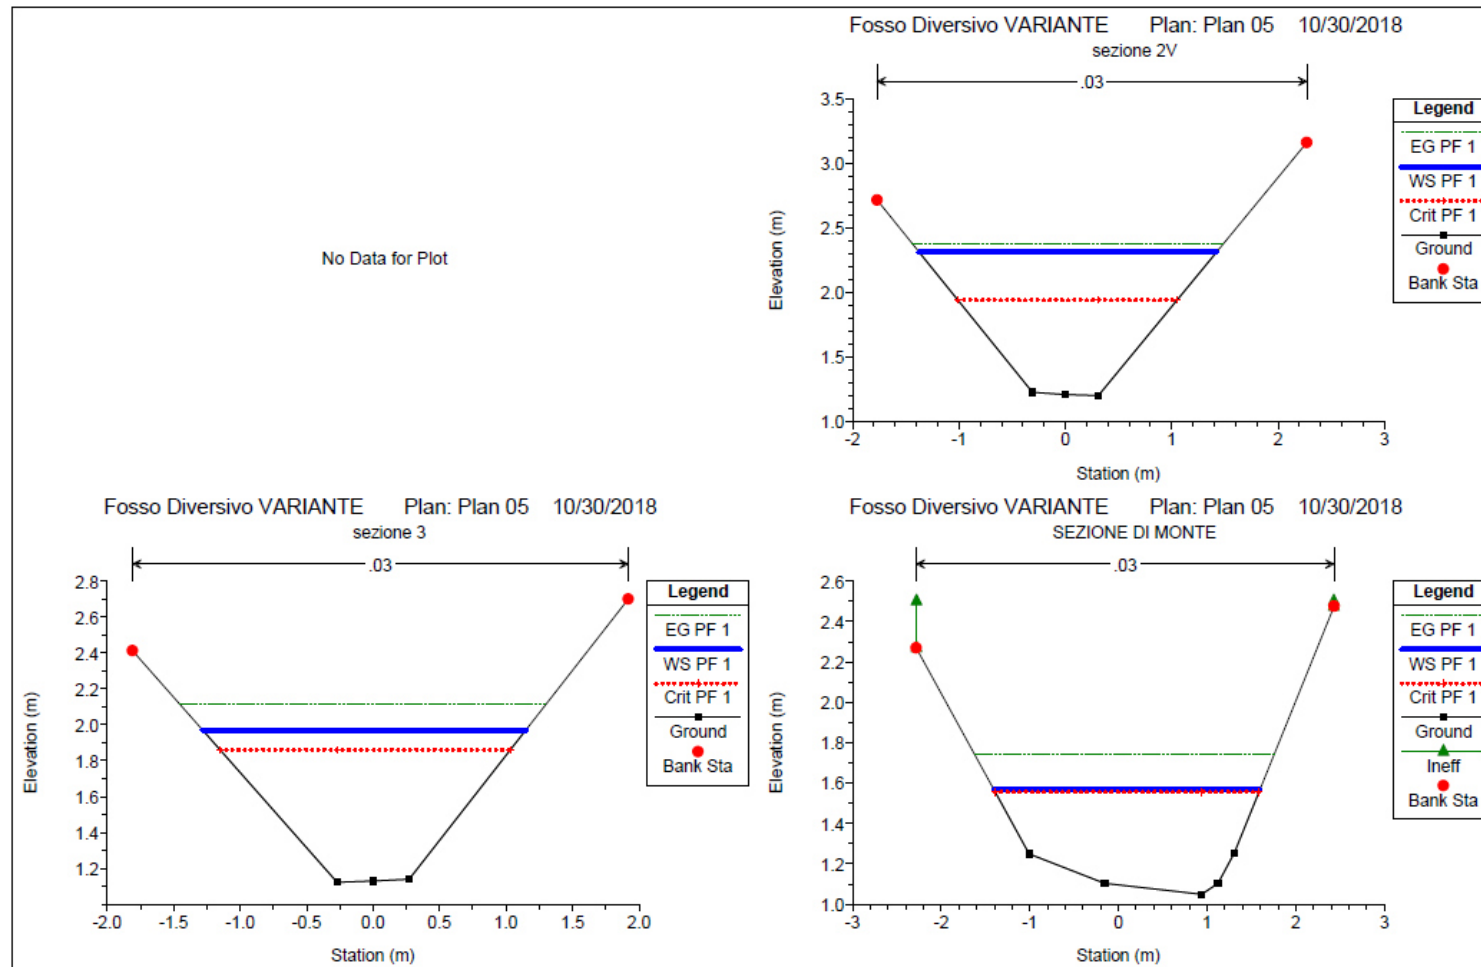 No Data for Plot
Fosso Diversivo VARIANTE Plan: Plan 05 10/30/2018
sezione 2V
.03
3.5
3.0
2.5
2.0
1.5
1.0
Elevation (m)
-2 -1 0 1 2 3
Station (m)
Legend
EG PF 1
WS PF 1
Crit PF 1
Ground
Bank Sta
Fosso Diversivo VARIANTE Plan: Plan 05 10/30/2018
sezione 3
.03
2.8
2.6
2.4
2.2
2.0
1.8
1.6
1.4
1.2
Elevation (m)
-2.0 -1.5 -1.0 -0.5 0.0 0.5 1.0 1.5 2.0
Station (m)
Legend
EG PF 1
WS PF 1
Crit PF 1
Ground
Bank Sta
Fosso Diversivo VARIANTE Plan: Plan 05 10/30/2018
SEZIONE DI MONTE
.03
2.6
2.4
2.2
2.0
1.8
1.6
1.4
1.2
1.0
Elevation (m)
-3 -2 -1 0 1 2 3
Station (m)
Legend
EG PF 1
WS PF 1
Crit PF 1
Ground
Ineff
Bank Sta